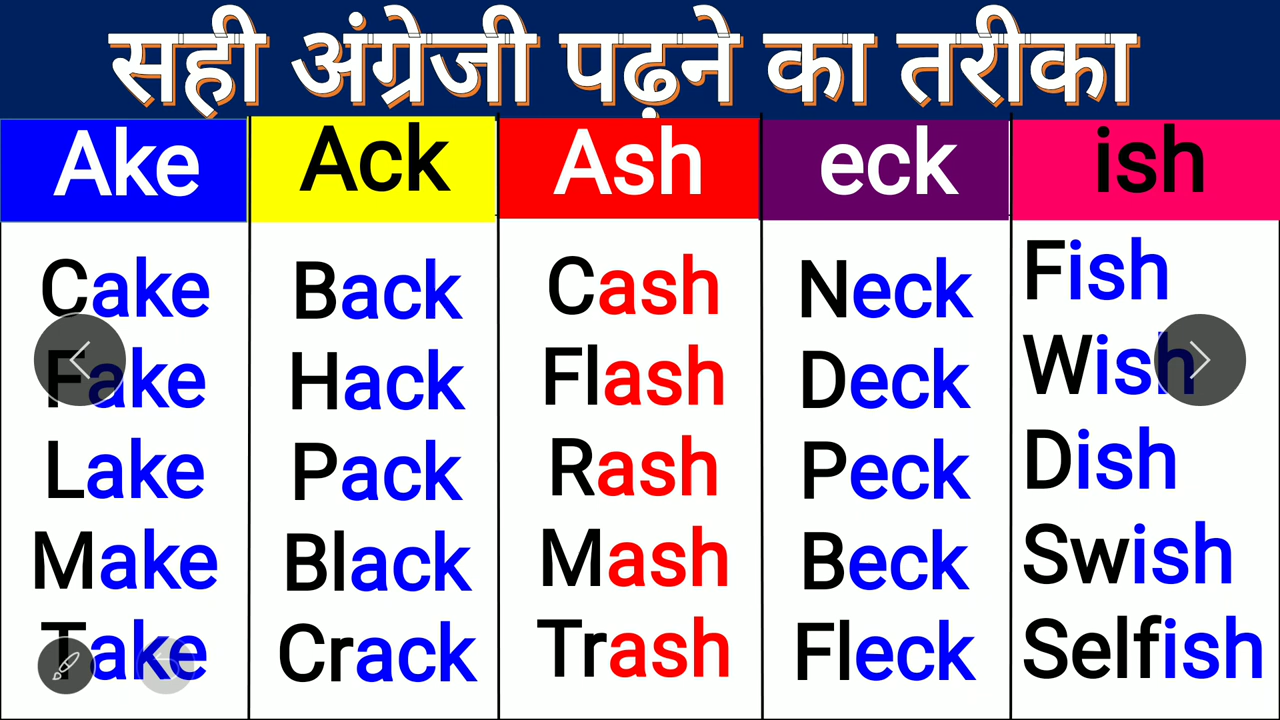 सही अंग्रेजी पढ़ने का तरीका
Ake Ack Ash eck ish
Cake Back Cash Neck Fish
Fake Hack Flash Deck Wish
Lake Pack Rash Peck Dish
Make Black Mash Beck Swish
Take Crack Trash Fleck Selfish